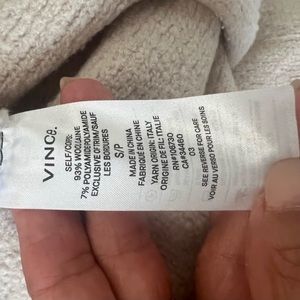 VINCE.
SELF/CORPS:
93% WOOL/LAINE
7% POLYAMIDE/POLYAMIDE
EXCLUSIVE OF TRIM/SAUF
LES BORDURES
S/P
MADE IN CHINA
FABRIQUÉ EN CHINE
YARN ORIGIN: ITALY
ORIGINE DE FIL: ITALY
RN#106730
CA#34460
03
SEE REVERSE FOR CARE
VOIR AU VERSO POUR LES SOINS